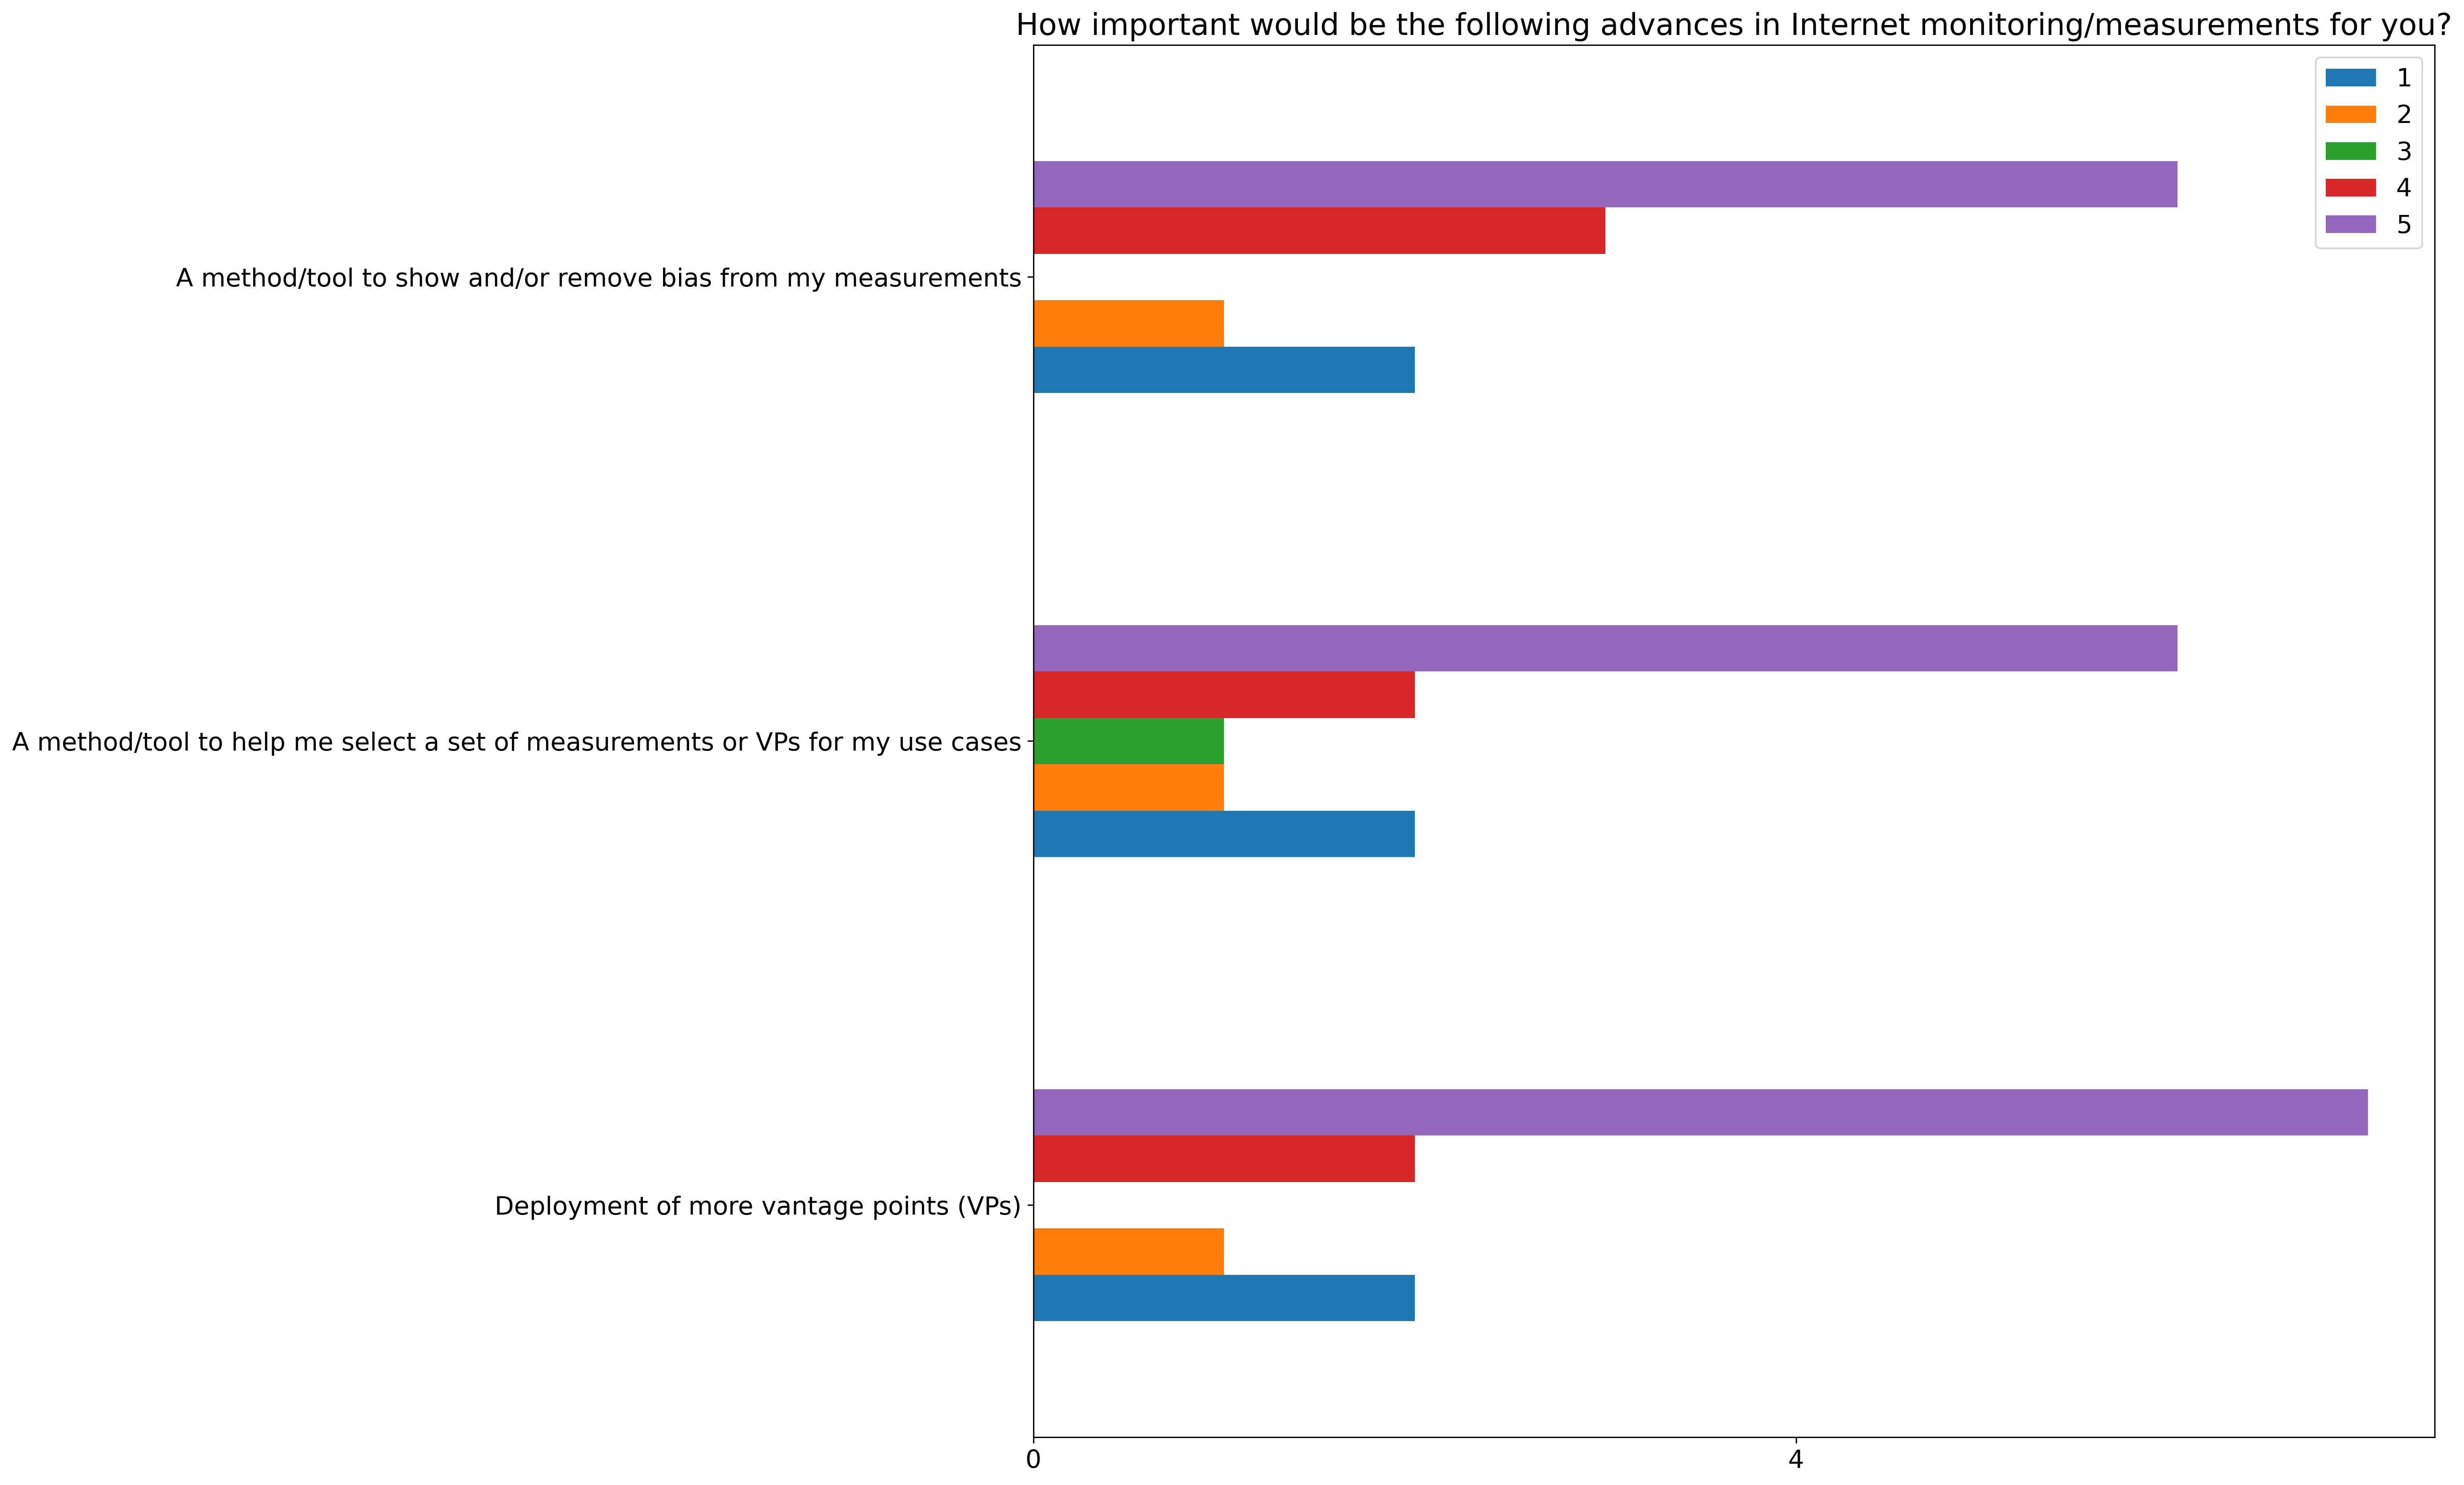 How important would be the following advances in Internet monitoring/measurements for you?
1
2
3
4
5
A method/tool to show and/or remove bias from my measurements
A method/tool to help me select a set of measurements or VPs for my use cases
Deployment of more vantage points (VPs)
0
4